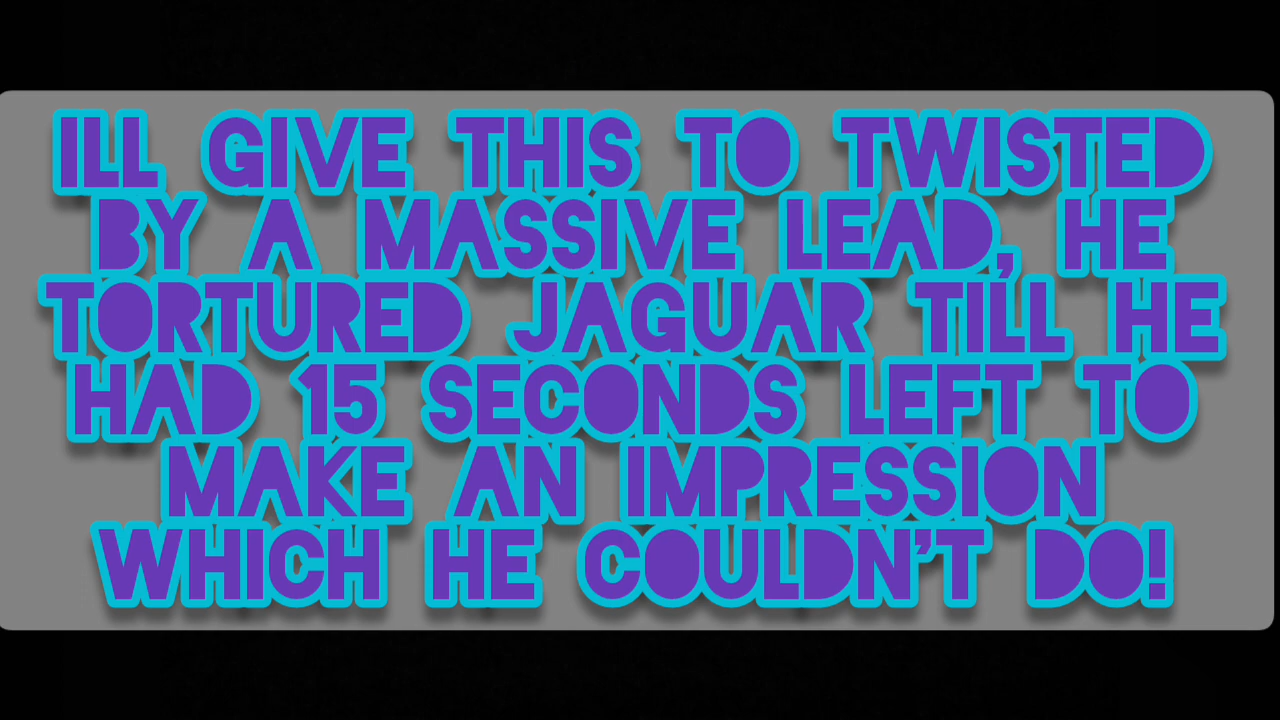 ILL GIVE THIS TO TWISTED
BY A MASSIVE LEAD, HE
TORTURED JAGUAR TILL HE
HAD 15 SECONDS LEFT TO
MAKE AN IMPRESSION
WHICH HE COULDN'T DO!